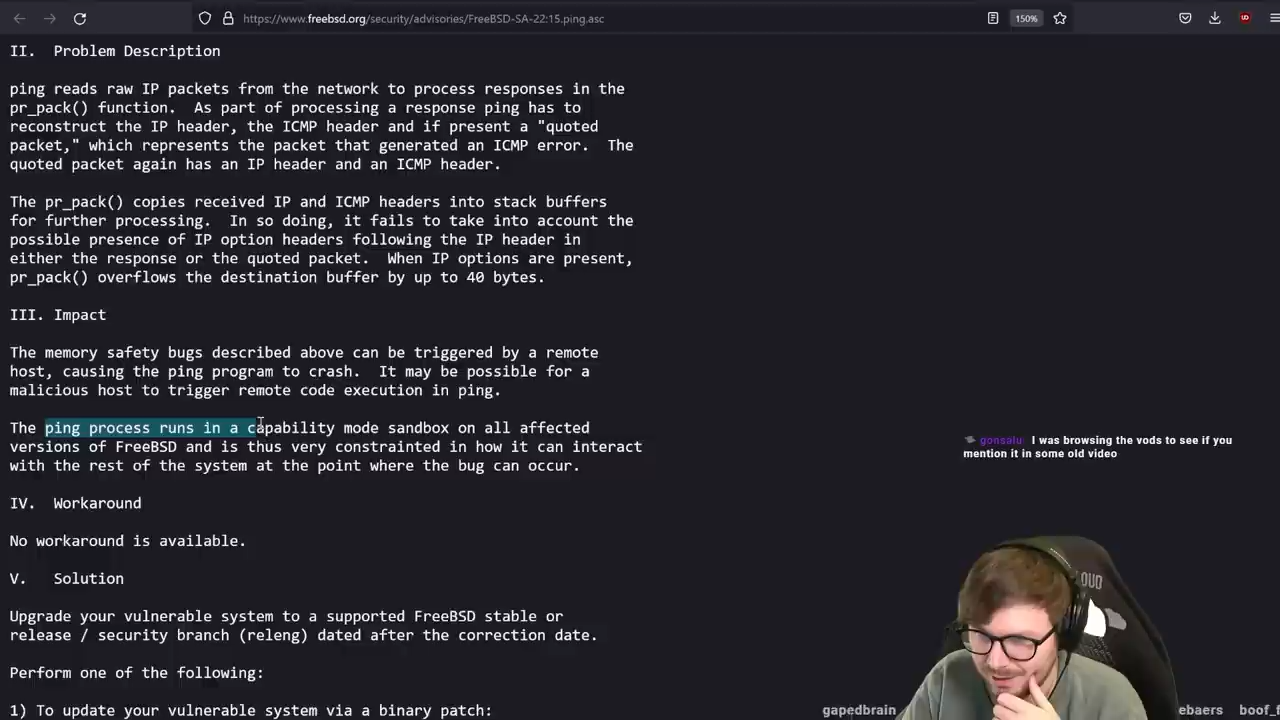 https://www.freebsd.org/security/advisories/FreeBSD-SA-22:15.ping.asc
150%
II.  Problem Description
ping reads raw IP packets from the network to process responses in the
pr_pack() function.  As part of processing a response ping has to
reconstruct the IP header, the ICMP header and if present a "quoted
packet," which represents the packet that generated an ICMP error.  The
quoted packet again has an IP header and an ICMP header.
The pr_pack() copies received IP and ICMP headers into stack buffers
for further processing.  In so doing, it fails to take into account the
possible presence of IP option headers following the IP header in
either the response or the quoted packet.  When IP options are present,
pr_pack() overflows the destination buffer by up to 40 bytes.
III. Impact
The memory safety bugs described above can be triggered by a remote
host, causing the ping program to crash.  It may be possible for a
malicious host to trigger remote code execution in ping.
The ping process runs in a capability mode sandbox on all affected
versions of FreeBSD and is thus very constrainted in how it can interact
with the rest of the system at the point where the bug can occur.
IV.  Workaround
No workaround is available.
V.   Solution
Upgrade your vulnerable system to a supported FreeBSD stable or
release / security branch (releng) dated after the correction date.
Perform one of the following:
1) To update your vulnerable system via a binary patch:
gonsalu I was browsing the vods to see if you
mention it in some old video
gapedbrain
ebaers boof_